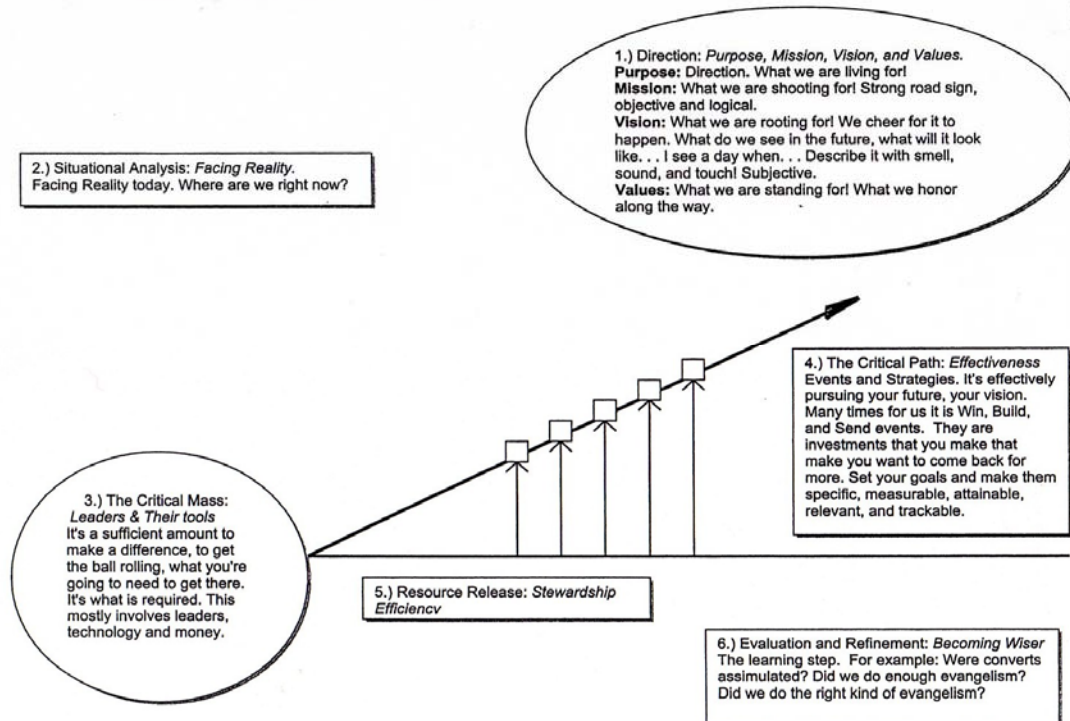 1.) Direction: Purpose, Mission, Vision, and Values.
Purpose: Direction. What we are living for!
Mission: What we are shooting for! Strong road sign,
objective and logical.
Vision: What we are rooting for! We cheer for it to
happen. What do we see in the future, what will it look
like. . . I see a day when. . . Describe it with smell,
sound, and touch! Subjective.
Values: What we are standing for! What we honor
along the way.
2.) Situational Analysis: Facing Reality.
Facing Reality today. Where are we right now?
3.) The Critical Mass:
Leaders & Their tools
It's a sufficient amount to
make a difference, to get
the ball rolling, what you're
going to need to get there.
It's what is required. This
mostly involves leaders,
technology and money.
4.) The Critical Path: Effectiveness
Events and Strategies. It's effectively
pursuing your future, your vision.
Many times for us it is Win, Build,
and Send events. They are
investments that you make that
make you want to come back for
more. Set your goals and make them
specific, measurable, attainable,
relevant, and trackable.
5.) Resource Release: Stewardship
Efficiency
6.) Evaluation and Refinement: Becoming Wiser
The learning step. For example: Were converts
assimulated? Did we do enough evangelism?
Did we do the right kind of evangelism?